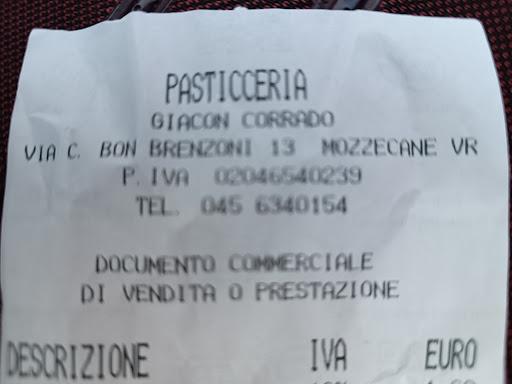 PASTICCERIA
GIACON CORRADO
VIA C. BON BRENZONI 13 MOZZECANE VR
P. IVA 02046540239
TEL. 045 6340154
DOCUMENTO COMMERCIALE
DI VENDITA O PRESTAZIONE
DESCRIZIONE IVA EURO